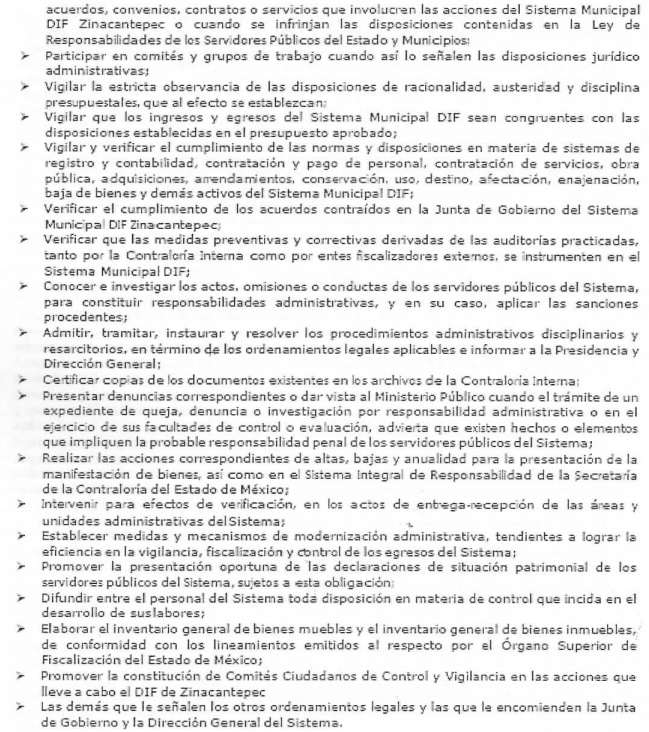 acuerdos, convenios, contratos o servicios que involucren las acciones del Sistema Municipal
DIF Zinacantepec o cuando se infrinjan las disposiciones contenidas en la Ley de
Responsabilidades de los Servidores Públicos del Estado y Municipios;
➢ Participar en comités y grupos de trabajo cuando así lo señalen las disposiciones jurídico
administrativas;
➢ Vigilar la estricta observancia de las disposiciones de racionalidad, austeridad y disciplina
presupuestales, que al efecto se establezcan;
➢ Vigilar que los ingresos y egresos del Sistema Municipal DIF sean congruentes con las
disposiciones establecidas en el presupuesto aprobado;
➢ Vigilar y verificar el cumplimiento de las normas y disposiciones en materia de sistemas de
registro y contabilidad, contratación y pago de personal, contratación de servicios, obra
pública, adquisiciones, arrendamientos, conservación, uso, destino, afectación, enajenación,
baja de bienes y demás activos del Sistema Municipal DIF;
➢ Verificar el cumplimiento de los acuerdos contraídos en la Junta de Gobierno del Sistema
Municipal DIF Zinacantepec;
➢ Verificar que las medidas preventivas y correctivas derivadas de las auditorías practicadas,
tanto por la Contraloría Interna como por entes fiscalizadores externos, se instrumenten en el
Sistema Municipal DIF;
➢ Conocer e investigar los actos, omisiones o conductas de los servidores públicos del Sistema,
para constituir responsabilidades administrativas, y en su caso, aplicar las sanciones
procedentes;
➢ Admitir, tramitar, instaurar y resolver los procedimientos administrativos disciplinarios y
resarcitorios, en término de los ordenamientos legales aplicables e informar a la Presidencia y
Dirección General;
➢ Certificar copias de los documentos existentes en los archivos de la Contraloría Interna;
➢ Presentar denuncias correspondientes o dar vista al Ministerio Público cuando el trámite de un
expediente de queja, denuncia o investigación por responsabilidad administrativa o en el
ejercicio de sus facultades de control o evaluación, advierta que existen hechos o elementos
que impliquen la probable responsabilidad penal de los servidores públicos del Sistema;
➢ Realizar las acciones correspondientes de altas, bajas y anualidad para la presentación de la
manifestación de bienes, así como en el Sistema Integral de Responsabilidad de la Secretaría
de la Contraloría del Estado de México;
➢ Intervenir para efectos de verificación, en los actos de entrega-recepción de las áreas y
unidades administrativas del Sistema;
➢ Establecer medidas y mecanismos de modernización administrativa, tendientes a lograr la
eficiencia en la vigilancia, fiscalización y control de los egresos del Sistema;
➢ Promover la presentación oportuna de las declaraciones de situación patrimonial de los
servidores públicos del Sistema, sujetos a esta obligación;
➢ Difundir entre el personal del Sistema toda disposición en materia de control que incida en el
desarrollo de suslabores;
➢ Elaborar el inventario general de bienes muebles y el inventario general de bienes inmuebles,
de conformidad con los lineamientos emitidos al respecto por el Órgano Superior de
Fiscalización del Estado de México;
➢ Promover la constitución de Comités Ciudadanos de Control y Vigilancia en las acciones que
lleve a cabo el DIF de Zinacantepec
➢ Las demás que le señalen los otros ordenamientos legales y las que le encomienden la Junta
de Gobierno y la Dirección General del Sistema.